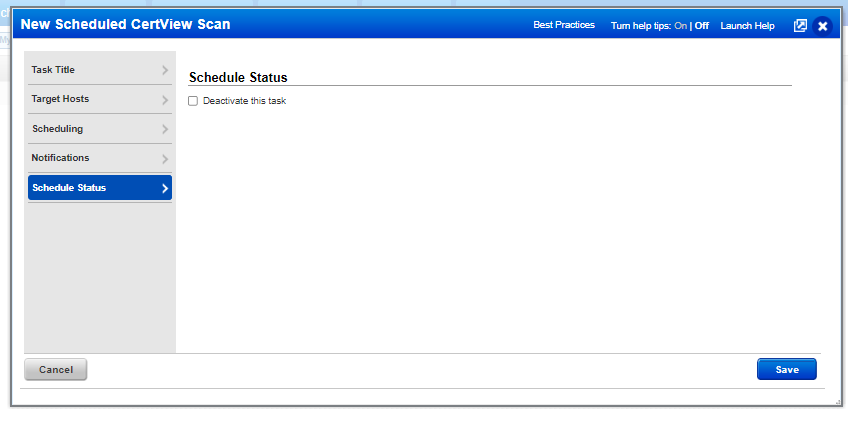 New Scheduled CertView Scan
Best Practices Turn help tips: On | Off Launch Help
Task Title
Target Hosts
Scheduling
Notifications
Schedule Status
Schedule Status
Deactivate this task
Cancel
Save